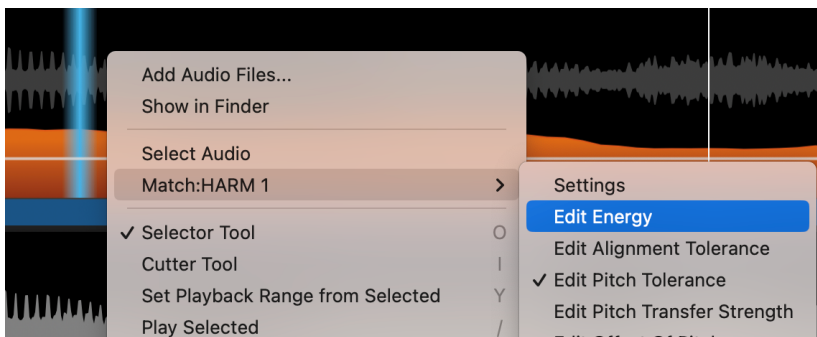 Add Audio Files...
Show in Finder
Select Audio
Match:HARM 1
✓ Selector Tool O
Cutter Tool I
Set Playback Range from Selected Y
Play Selected /
Settings
Edit Energy
Edit Alignment Tolerance
✓ Edit Pitch Tolerance
Edit Pitch Transfer Strength